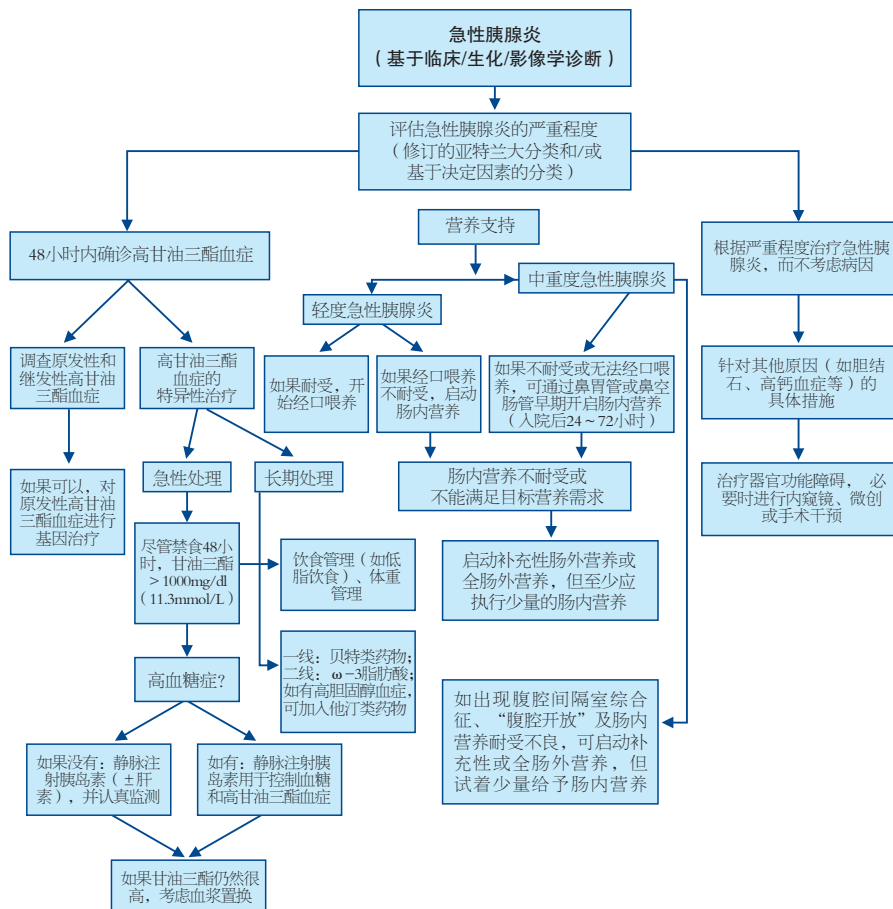 急性胰腺炎
（基于临床/生化/影像学诊断）
评估急性胰腺炎的严重程度
（修订的亚特兰大分类和/或
基于决定因素的分类）
48小时内确诊高甘油三酯血症
营养支持
根据严重程度治疗急性胰
腺炎，而不考虑病因
轻度急性胰腺炎
中重度急性胰腺炎
调查原发性和
继发性高甘油
三酯血症
高甘油三酯
血症的
特异性治疗
如果耐受，开
始经口喂养
如果经口喂养
不耐受，启动
肠内营养
如果不耐受或无法经口喂
养，可通过鼻胃管或鼻空
肠管早期开启肠内营养
（入院后24～72小时）
针对其他原因（如胆结
石、高钙血症等）的
具体措施
如果可以，对
原发性高甘油
三酯血症进行
基因治疗
急性处理
长期处理
肠内营养不耐受或
不能满足目标营养需求
治疗器官功能障碍， 必
要时进行内窥镜、微创
或手术干预
尽管禁食48小
时，甘油三酯
＞1000mg/dl
（11.3mmol/L）
饮食管理（如低
脂饮食）、体重
管理
启动补充性肠外营养或
全肠外营养，但至少应
执行少量的肠内营养
一线：贝特类药物；
二线：ω−3脂肪酸；
如有高胆固醇血症，
可加入他汀类药物
高血糖症？
如出现腹腔间隔室综合
征、“腹腔开放”及肠内
营养耐受不良，可启动补
充性或全肠外营养，但
试着少量给予肠内营养
如果没有：静脉注
射胰岛素（±肝
素），并认真监测
如有：静脉注射胰
岛素用于控制血糖
和高甘油三酯血症
如果甘油三酯仍然很
高，考虑血浆置换